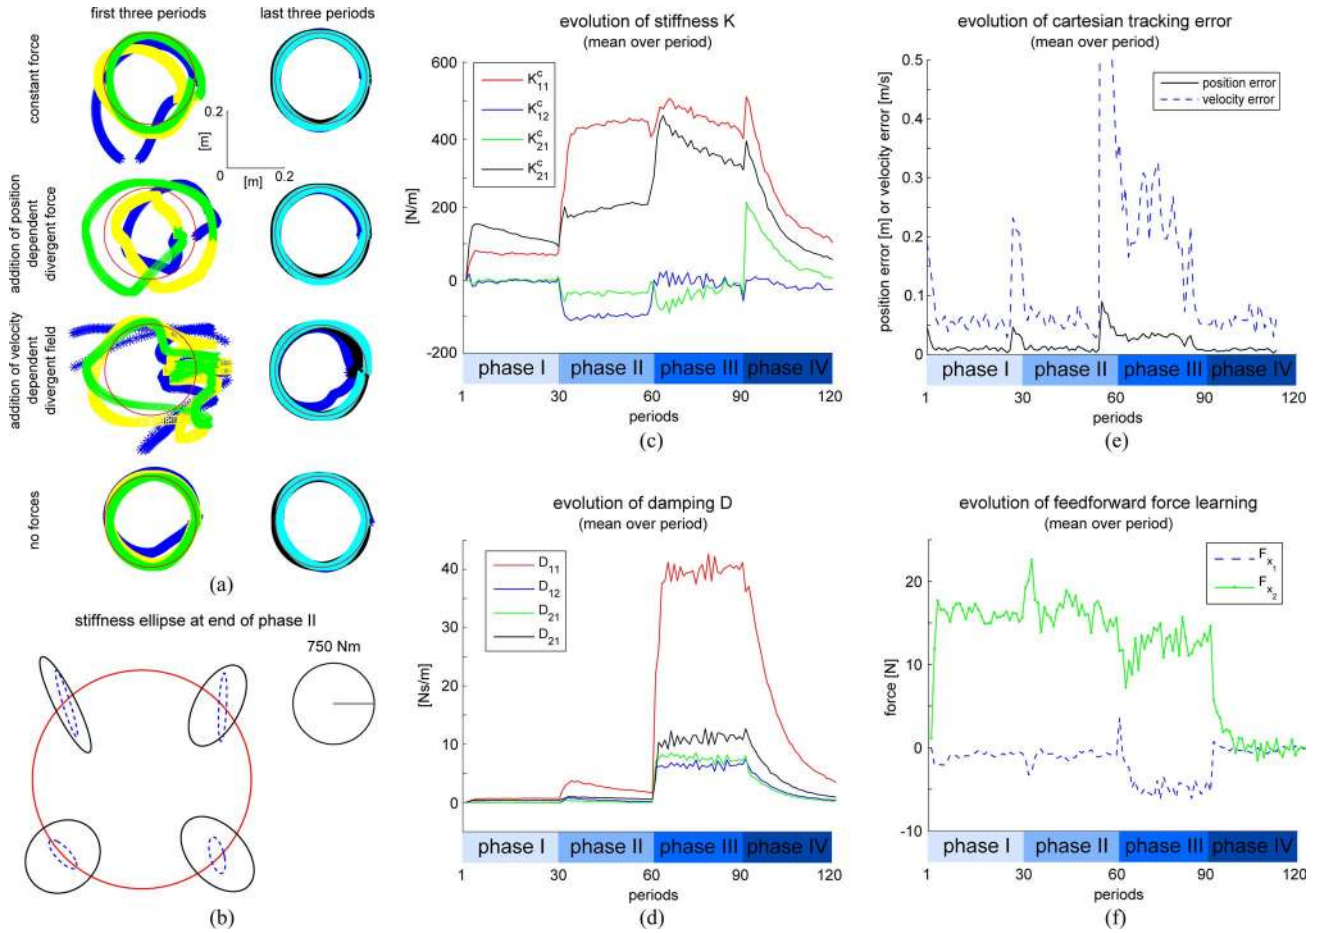 first three periods
last three periods
constant force
0.2
[m]
0
[m]
0.2
addition of position
dependent
divergent force
addition of velocity
dependent
divergent field
no forces
(a)
stiffness ellipse at end of phase II
750 Nm
(b)
evolution of stiffness K
(mean over period)
600
400
200
0
-100
-200
[N/m]
K^c_11
K^c_12
K^c_21
K^c_21
phase I phase II phase III phase IV
1 30 60 90 120
periods
(c)
evolution of damping D
(mean over period)
40
30
20
10
0
[Ns/m]
D_11
D_12
D_21
D_21
phase I phase II phase III phase IV
1 30 60 90 120
periods
(d)
evolution of cartesian tracking error
(mean over period)
0.5
0.4
0.3
0.2
0.1
0
position error [m] or velocity error [m/s]
position error
velocity error
phase I phase II phase III phase IV
1 30 60 90 120
periods
(e)
evolution of feedforward force learning
(mean over period)
20
10
0
-10
force [N]
F_x_1
F_x_2
phase I phase II phase III phase IV
1 30 60 90 120
periods
(f)